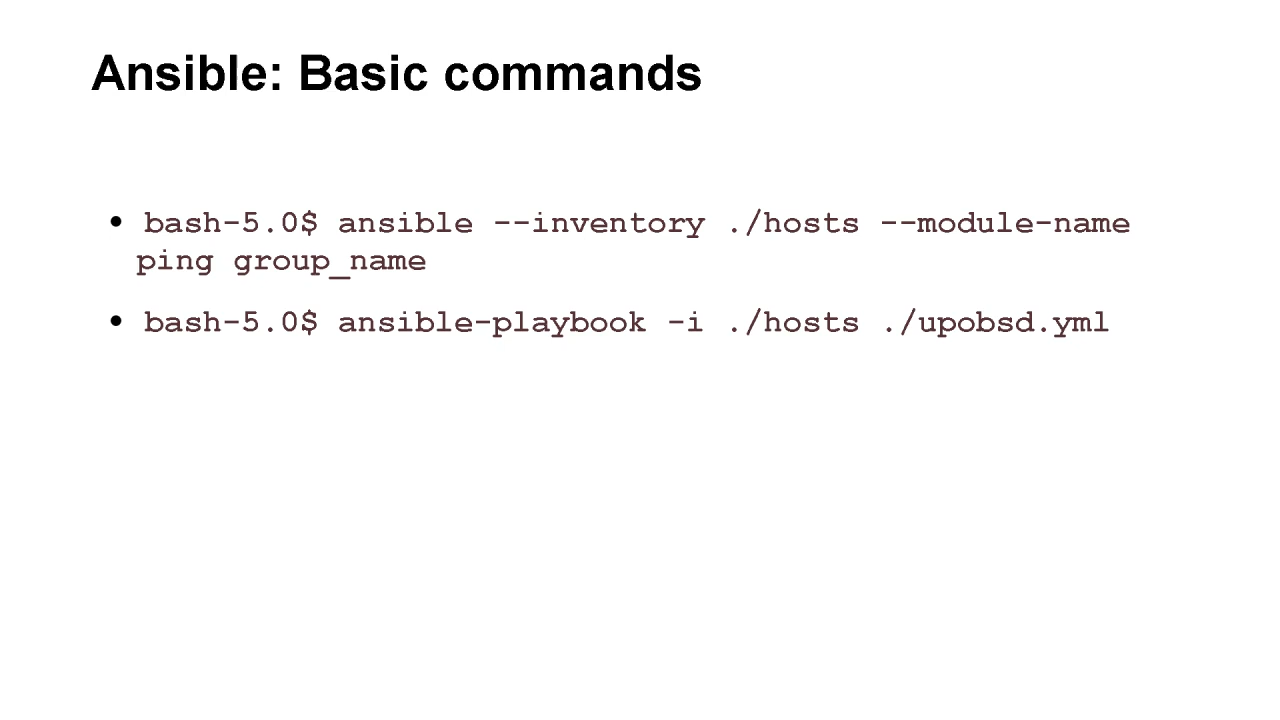 Ansible: Basic commands
• bash-5.0$ ansible --inventory ./hosts --module-name
ping group_name
• bash-5.0$ ansible-playbook -i ./hosts ./upobsd.yml